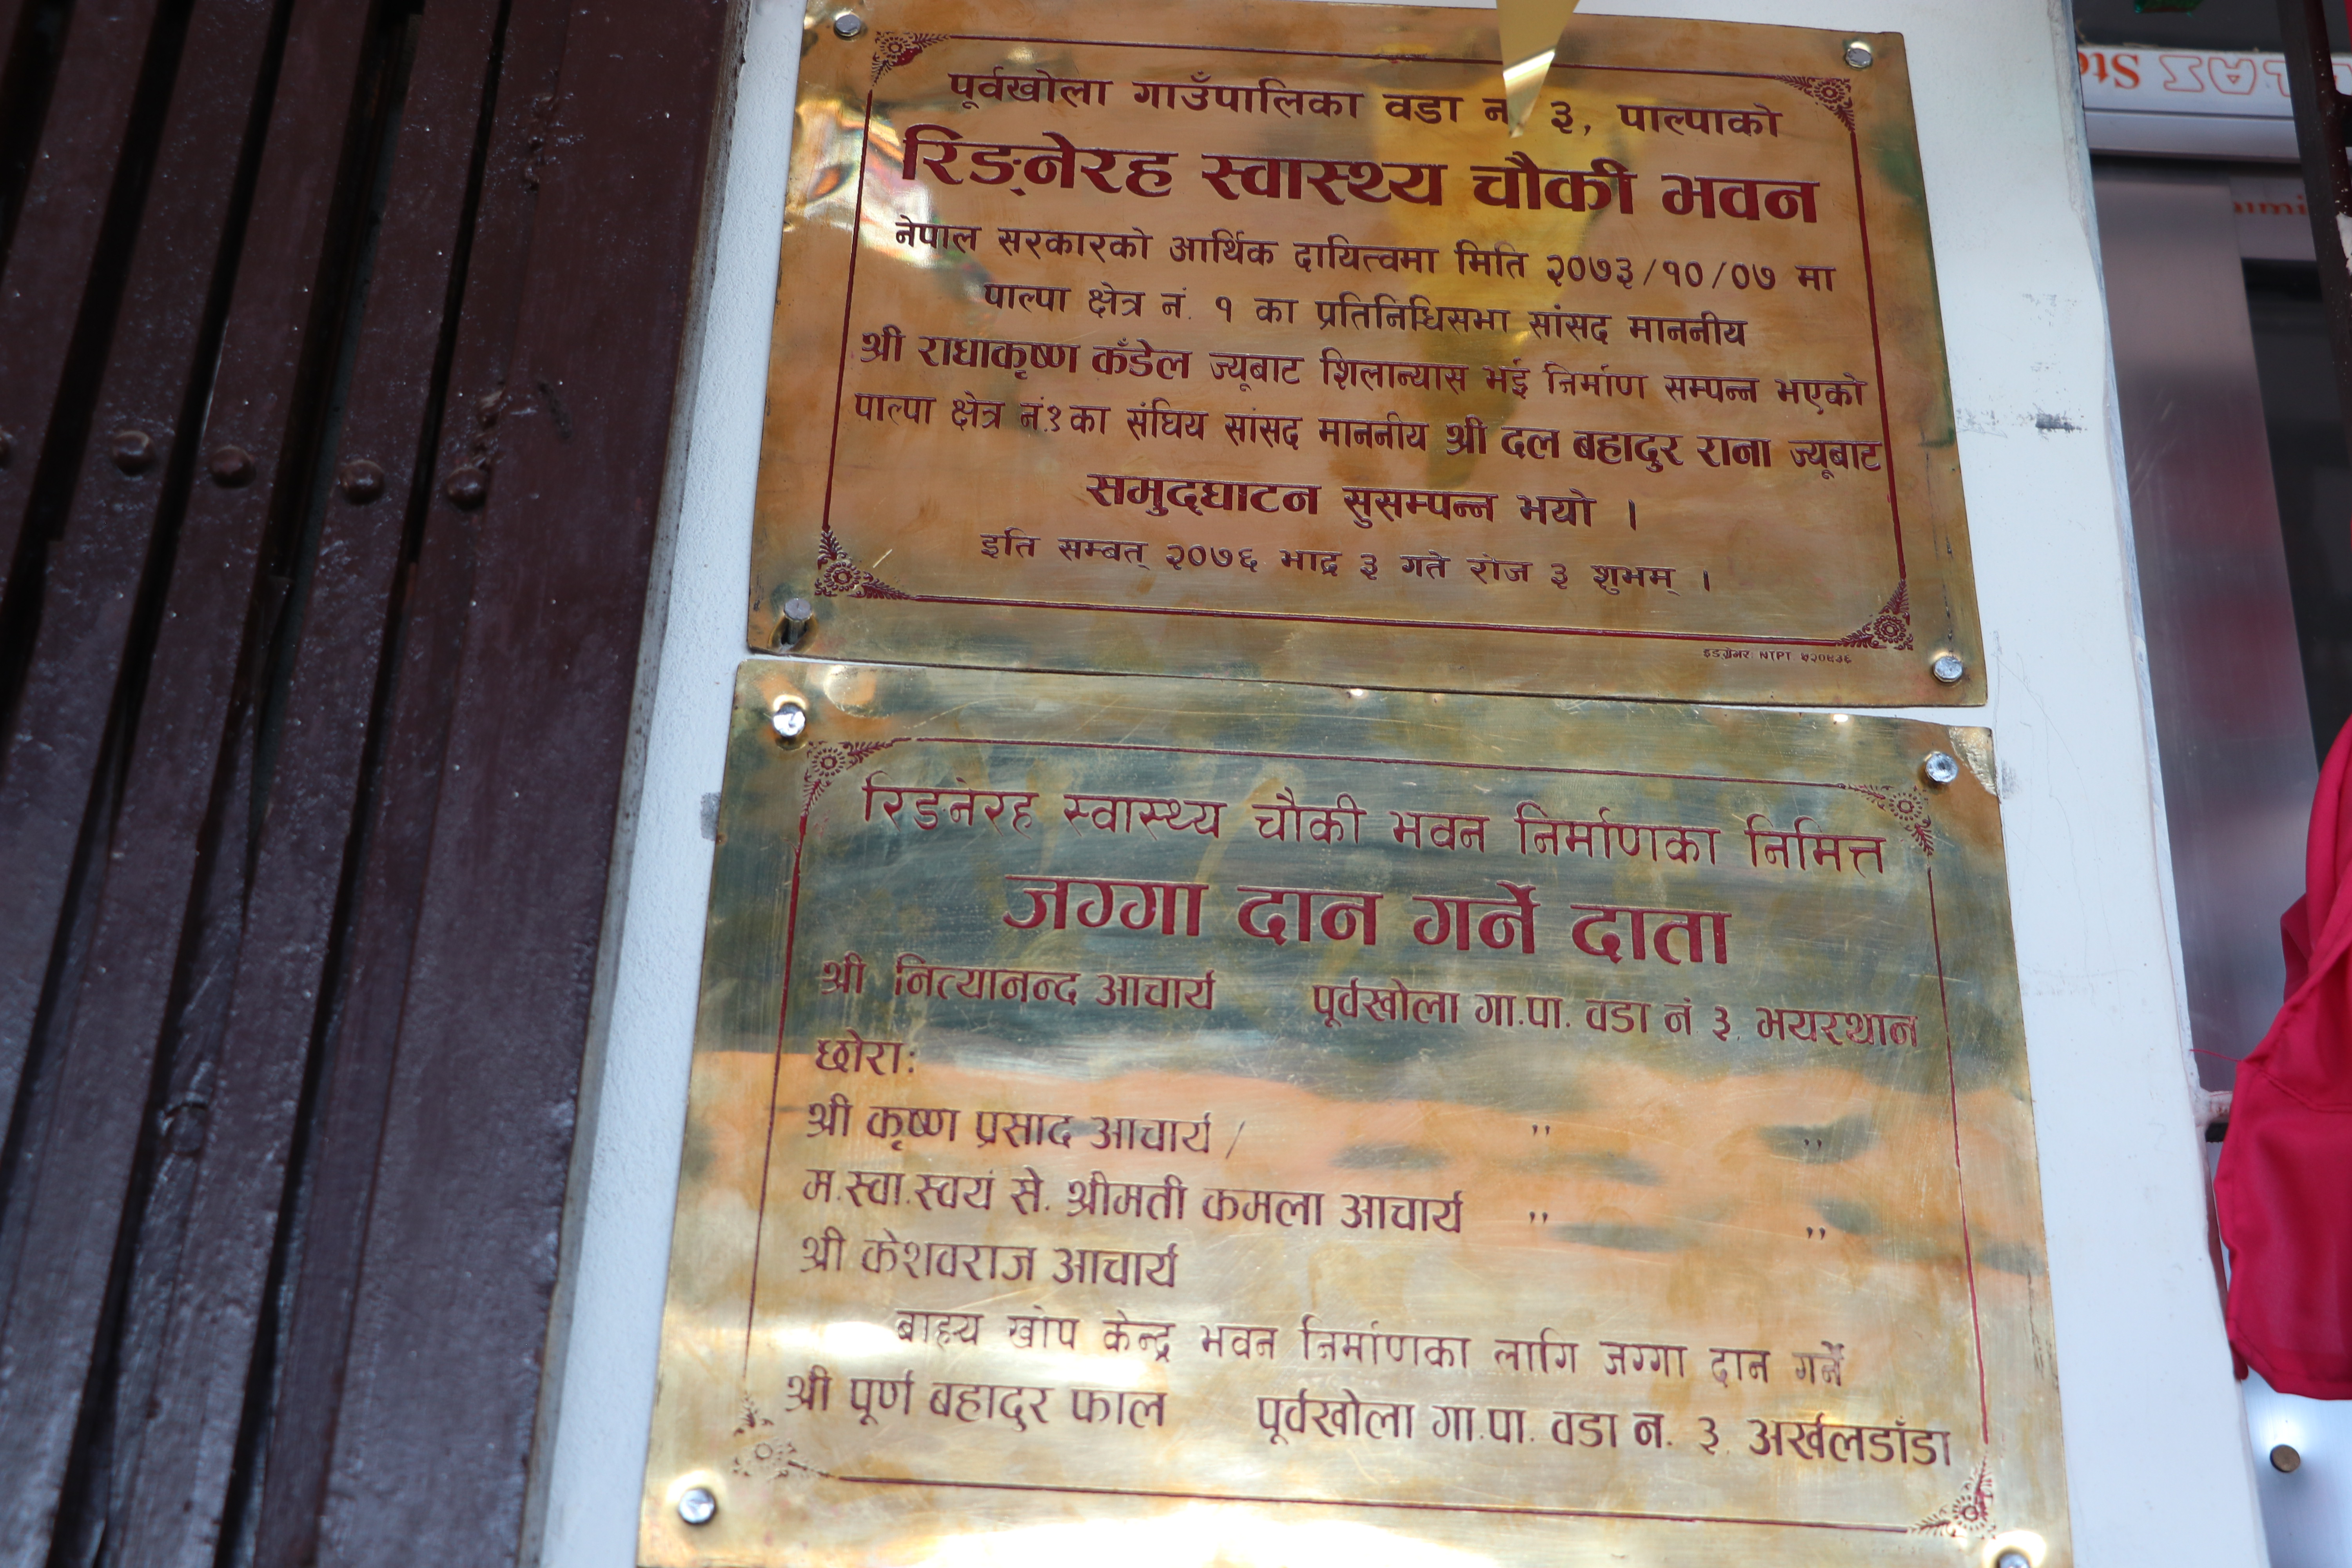 पूर्वखोला गाउँपालिका वडा न. ३, पाल्पाको
रिङ्नेरह स्वास्थ्य चौकी भवन
नेपाल सरकारको आर्थिक दायित्वमा मिति २०७३/१०/०७ मा
पाल्पा क्षेत्र नं. १ का प्रतिनिधिसभा सांसद माननीय
श्री राधाकृष्ण कँडेल ज्यूबाट शिलान्यास भई निर्माण सम्पन्न भएको
पाल्पा क्षेत्र नं.१ का संघिय सांसद माननीय श्री दल बहादुर राना ज्यूबाट
समुद्घाटन सुसम्पन्न भयो ।
इति सम्बत् २०७६ भाद्र ३ गते रोज ३ शुभम् ।
NTPT
रिङनेरह स्वास्थ्य चौकी भवन निर्माणका निमित्त
जग्गा दान गर्ने दाता
श्री नित्यानन्द आचार्य पूर्वखोला गा.पा. वडा नं ३. भयरथान
छोरा:
श्री कृष्ण प्रसाद आचार्य / ,, ,,
म.स्वा.स्वयं से. श्रीमती कमला आचार्य ,, ,,
श्री केशवराज आचार्य
बाह्रय खोप केन्द्र भवन निर्माणका लागि जग्गा दान गर्ने
श्री पूर्ण बहादुर फाल पूर्वखोला गा.पा. वडा न. ३. अर्खलडाँडा